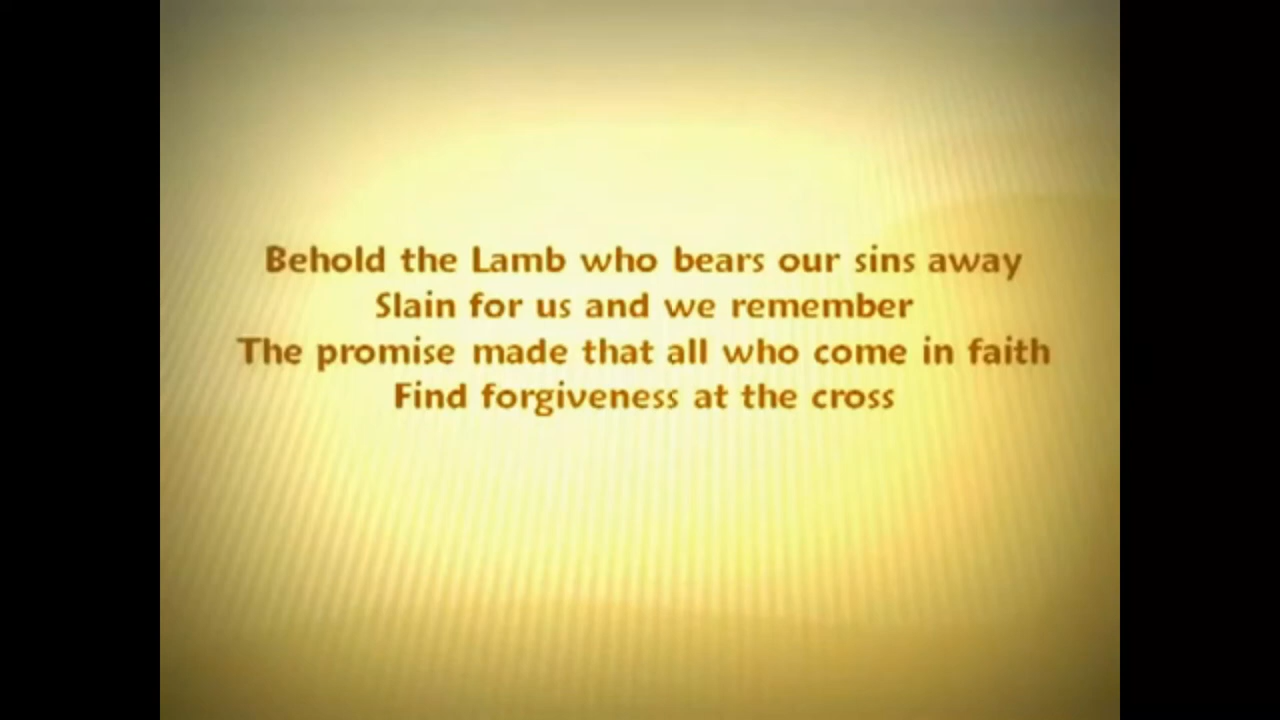 Behold the Lamb who bears our sins away
Slain for us and we remember
The promise made that all who come in faith
Find forgiveness at the cross